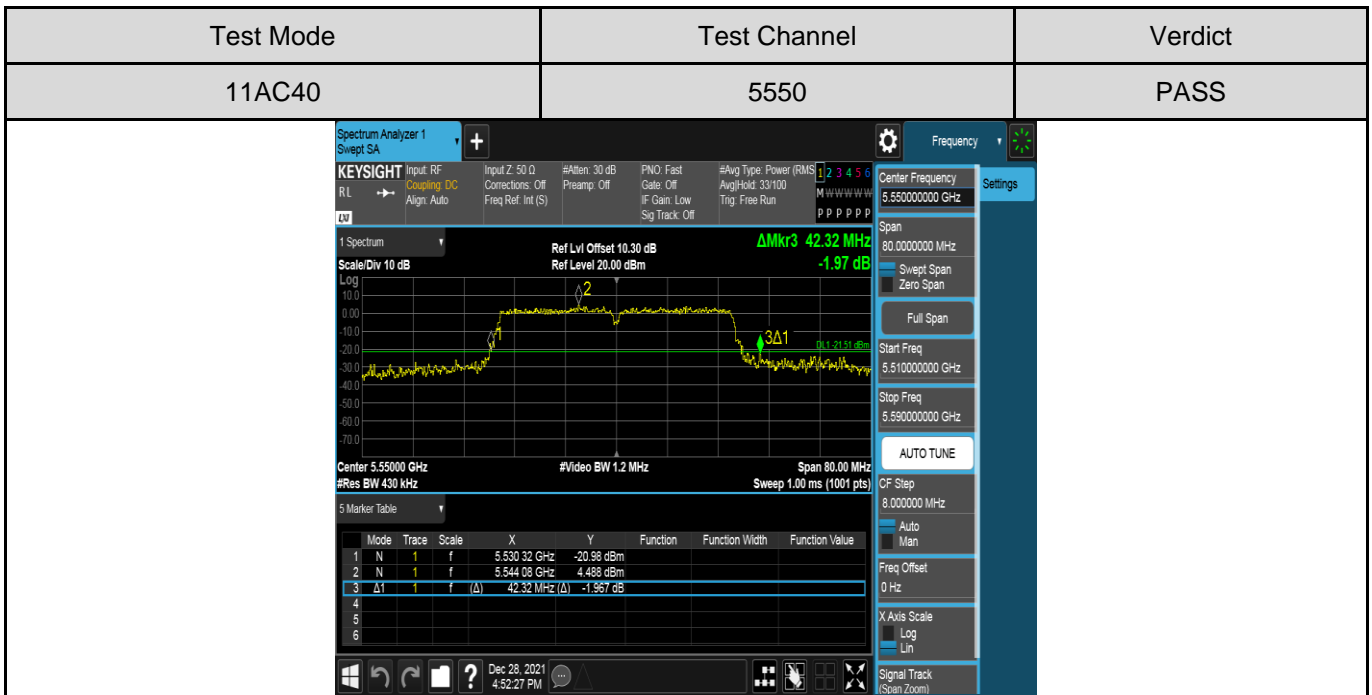 Test Mode Test Channel Verdict
11AC40 5550 PASS
Spectrum Analyzer 1
Swept SA
+
Frequency
KEYSIGHT Input: RF Input Z: 50 Ω #Atten: 30 dB PNO: Fast #Avg Type: Power (RMS 1 2 3 4 5 6
RL Coupling: DC Corrections: Off Preamp: Off Gate: Off Avg|Hold: 33/100 M W W W W W
Align: Auto Freq Ref: Int (S) IF Gain: Low Trig: Free Run
LXI Sig Track: Off P P P P P P
Center Frequency
5.550000000 GHz
Settings
Span
80.0000000 MHz
Swept Span
Zero Span
Full Span
Start Freq
5.510000000 GHz
Stop Freq
5.590000000 GHz
AUTO TUNE
CF Step
8.000000 MHz
Auto
Man
Freq Offset
0 Hz
X Axis Scale
Log
Lin
Signal Track
(Span Zoom)
1 Spectrum Ref Lvl Offset 10.30 dB ΔMkr3 42.32 MHz
Scale/Div 10 dB Ref Level 20.00 dBm -1.97 dB
Log
10.0
0.00
-10.0
-20.0
-30.0
-40.0
-50.0
-60.0
-70.0
2
1
3Δ1
DL1 -21.51 dBm
Center 5.55000 GHz #Video BW 1.2 MHz Span 80.00 MHz
#Res BW 430 kHz Sweep 1.00 ms (1001 pts)
5 Marker Table
Mode Trace Scale X Y Function Function Width Function Value
1 N 1 f 5.530 32 GHz -20.98 dBm
2 N 1 f 5.544 08 GHz 4.488 dBm
3 Δ1 1 f (Δ) 42.32 MHz (Δ) -1.967 dB
4
5
6
? Dec 28, 2021
4:52:27 PM